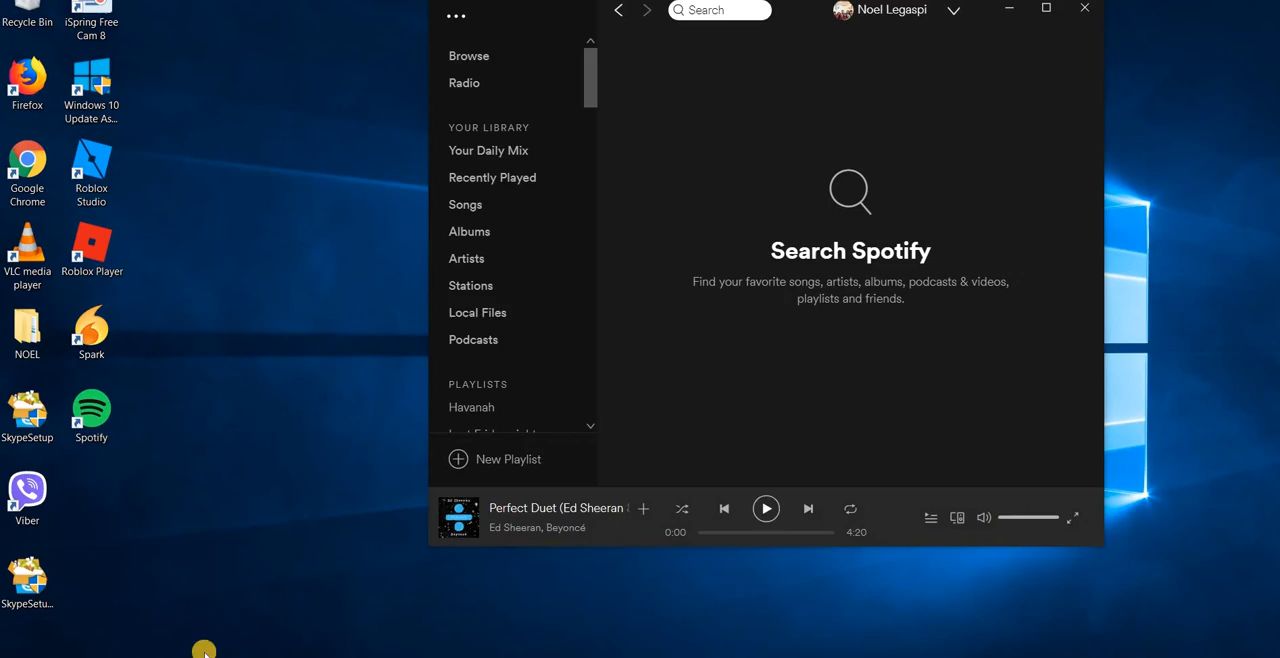 Recycle Bin
iSpring Free
Cam 8
Firefox
Windows 10
Update As...
Google
Chrome
Roblox
Studio
VLC media
player
Roblox Player
NOEL
Spark
SkypeSetup
Spotify
Viber
SkypeSetu...
Search
Noel Legaspi
Browse
Radio
YOUR LIBRARY
Your Daily Mix
Recently Played
Songs
Albums
Artists
Stations
Local Files
Podcasts
PLAYLISTS
Havanah
New Playlist
Search Spotify
Find your favorite songs, artists, albums, podcasts & videos,
playlists and friends.
Perfect Duet (Ed Sheeran
Ed Sheeran, Beyoncé
0:00
4:20